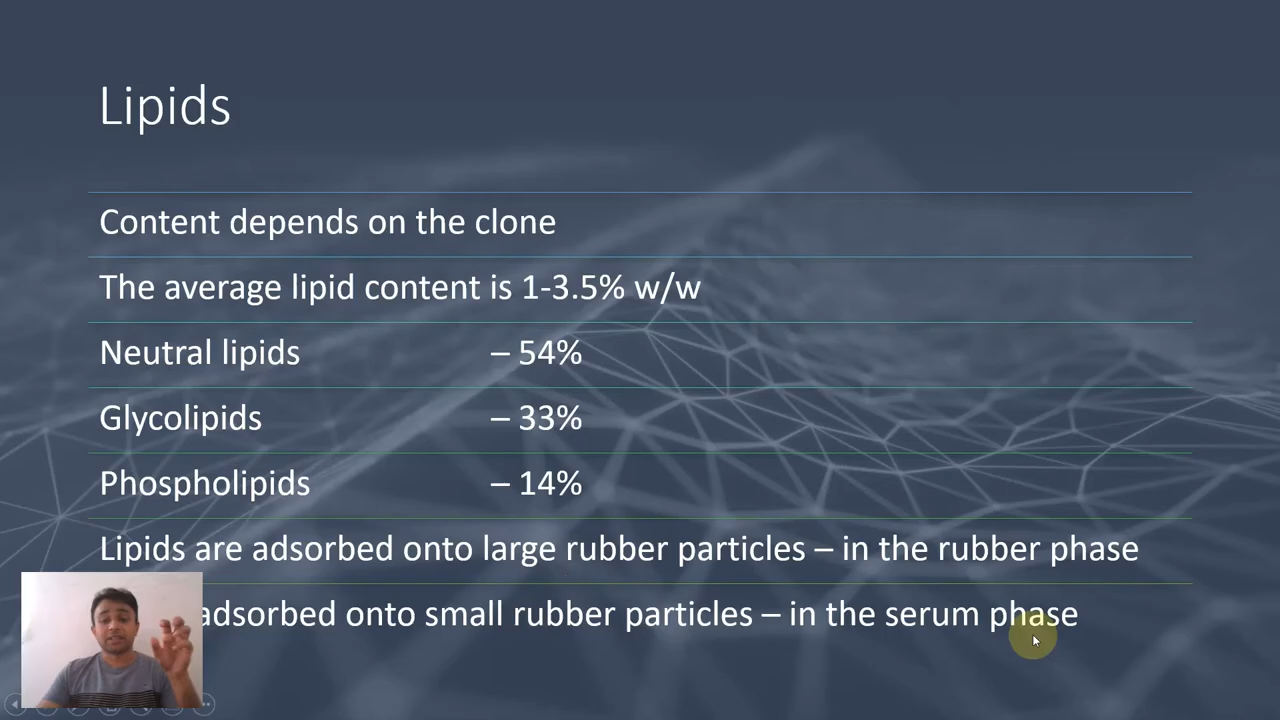 Lipids
Content depends on the clone
The average lipid content is 1-3.5% w/w
Neutral lipids – 54%
Glycolipids – 33%
Phospholipids – 14%
Lipids are adsorbed onto large rubber particles – in the rubber phase
adsorbed onto small rubber particles – in the serum phase